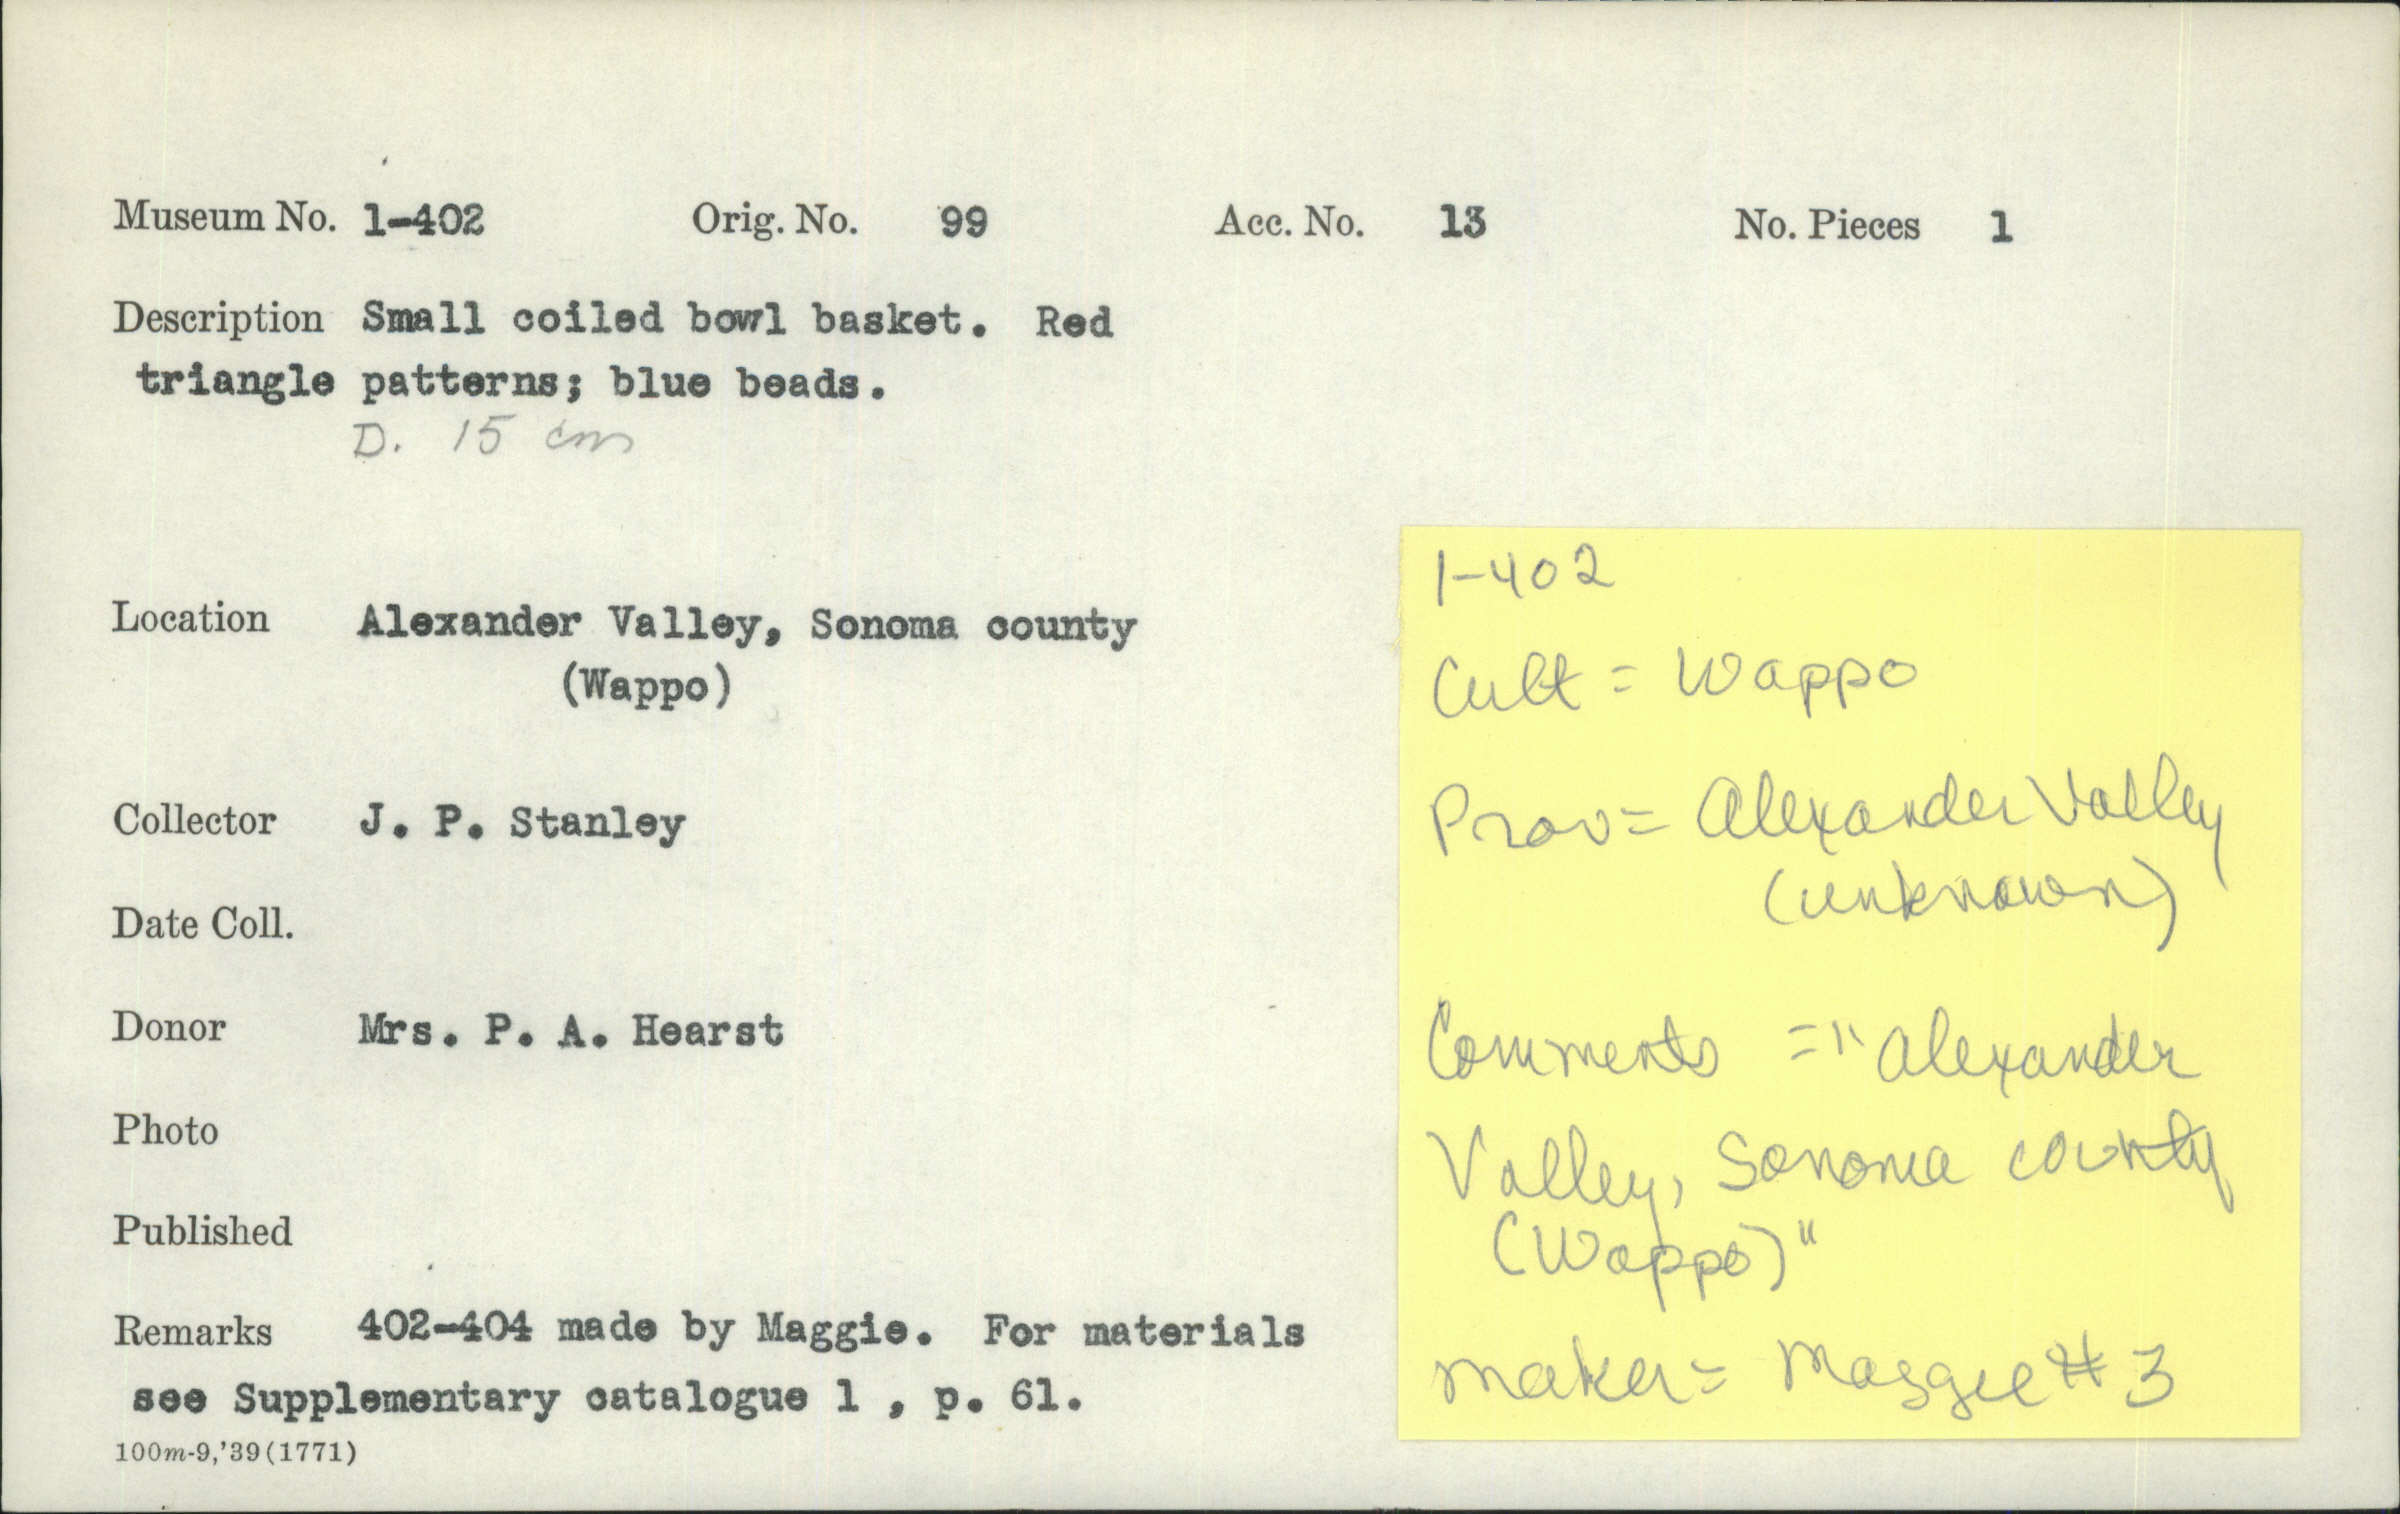 Museum No. 1-402 Orig. No. 99 Acc. No. 13 No. Pieces 1
Description Small coiled bowl basket. Red
triangle patterns; blue beads.
D. 15 cm
Location Alexander Valley, Sonoma county
(Wappo)
Collector J. P. Stanley
Date Coll.
Donor Mrs. P. A. Hearst
Photo
Published
Remarks 402-404 made by Maggie. For materials
see Supplementary catalogue 1 , p. 61.
100m-9,'39(1771)
1-402
Cult = Wappo
Prov = Alexander Valley
(unknown)
Comments = "Alexander
Valley, Sonoma county
(Wappo)"
Maker = Maggie #3